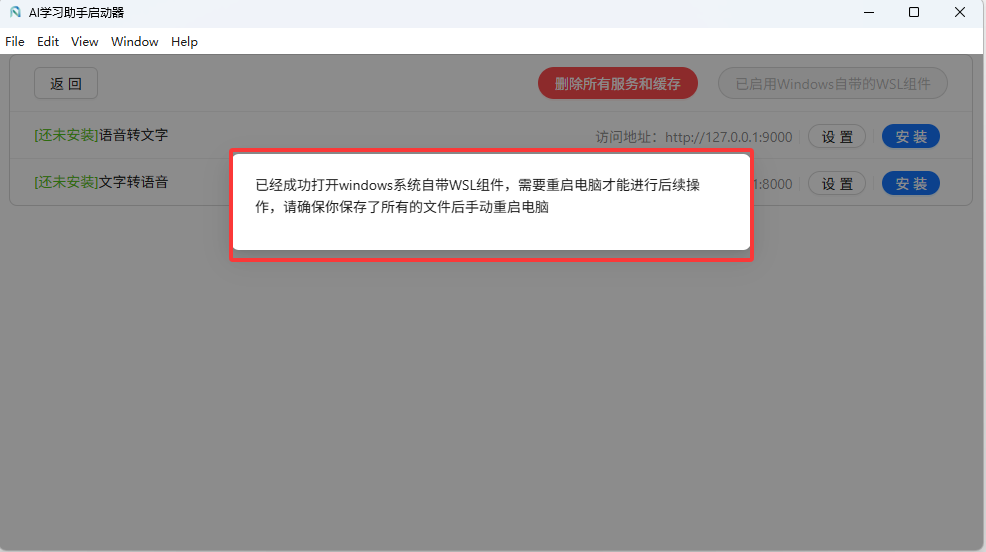 AI学习助手启动器
File Edit View Window Help
返 回 删除所有服务和缓存 已启用Windows自带的WSL组件
[还未安装]语音转文字 访问地址：http://127.0.0.1:9000 设 置 安 装
[还未安装]文字转语音 :8000 设 置 安 装
已经成功打开windows系统自带WSL组件，需要重启电脑才能进行后续操
作，请确保你保存了所有的文件后手动重启电脑